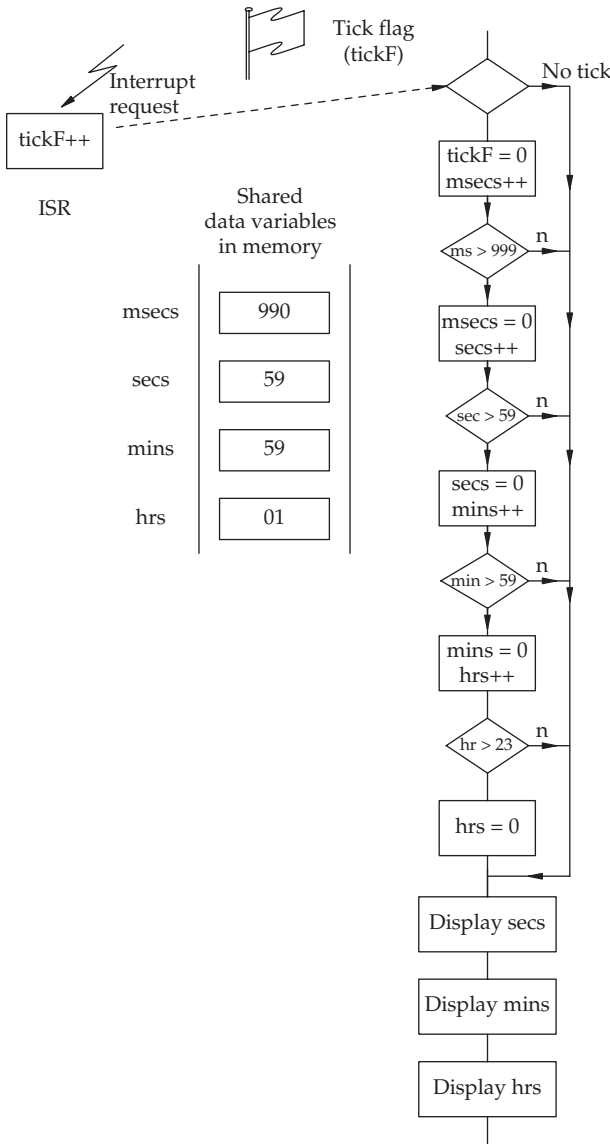 Tick flag
(tickF)
Interrupt
request
tickF++
ISR
Shared
data variables
in memory
msecs
990
secs
59
mins
59
hrs
01
No tick
tickF = 0
msecs++
ms > 999
n
msecs = 0
secs++
sec > 59
n
secs = 0
mins++
min > 59
n
mins = 0
hrs++
hr > 23
n
hrs = 0
Display secs
Display mins
Display hrs